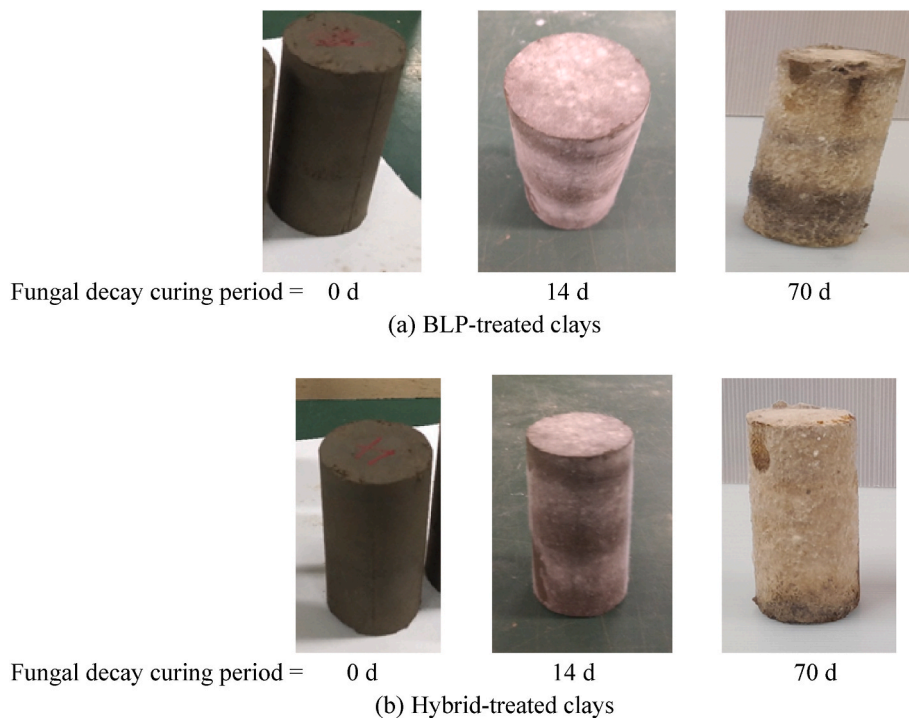 Fungal decay curing period = 0 d 14 d 70 d
(a) BLP-treated clays
Fungal decay curing period = 0 d 14 d 70 d
(b) Hybrid-treated clays